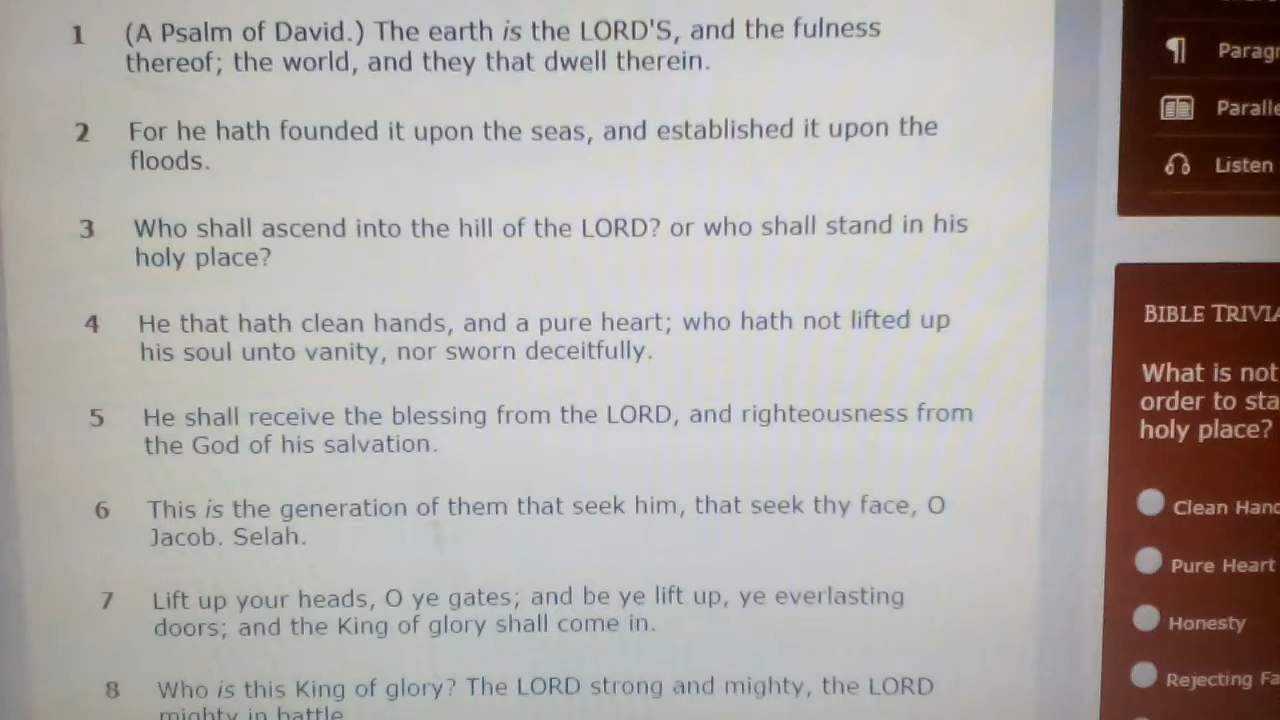 1 (A Psalm of David.) The earth is the LORD'S, and the fulness
thereof; the world, and they that dwell therein.
2 For he hath founded it upon the seas, and established it upon the
floods.
3 Who shall ascend into the hill of the LORD? or who shall stand in his
holy place?
4 He that hath clean hands, and a pure heart; who hath not lifted up
his soul unto vanity, nor sworn deceitfully.
5 He shall receive the blessing from the LORD, and righteousness from
the God of his salvation.
6 This is the generation of them that seek him, that seek thy face, O
Jacob. Selah.
7 Lift up your heads, O ye gates; and be ye lift up, ye everlasting
doors; and the King of glory shall come in.
8 Who is this King of glory? The LORD strong and mighty, the LORD
mighty in battle
¶ Paragr
Paralle
Listen
BIBLE TRIVIA
What is not
order to sta
holy place?
Clean Hand
Pure Heart
Honesty
Rejecting Fa